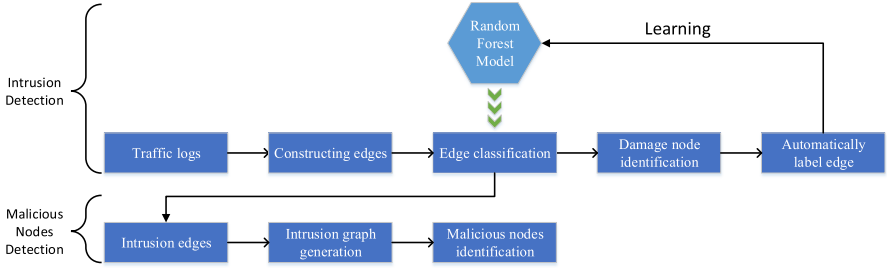 Random
Forest
Model
Learning
Intrusion
Detection
Traffic logs
Constructing edges
Edge classification
Damage node
identification
Automatically
label edge
Malicious
Nodes
Detection
Intrusion edges
Intrusion graph
generation
Malicious nodes
identification